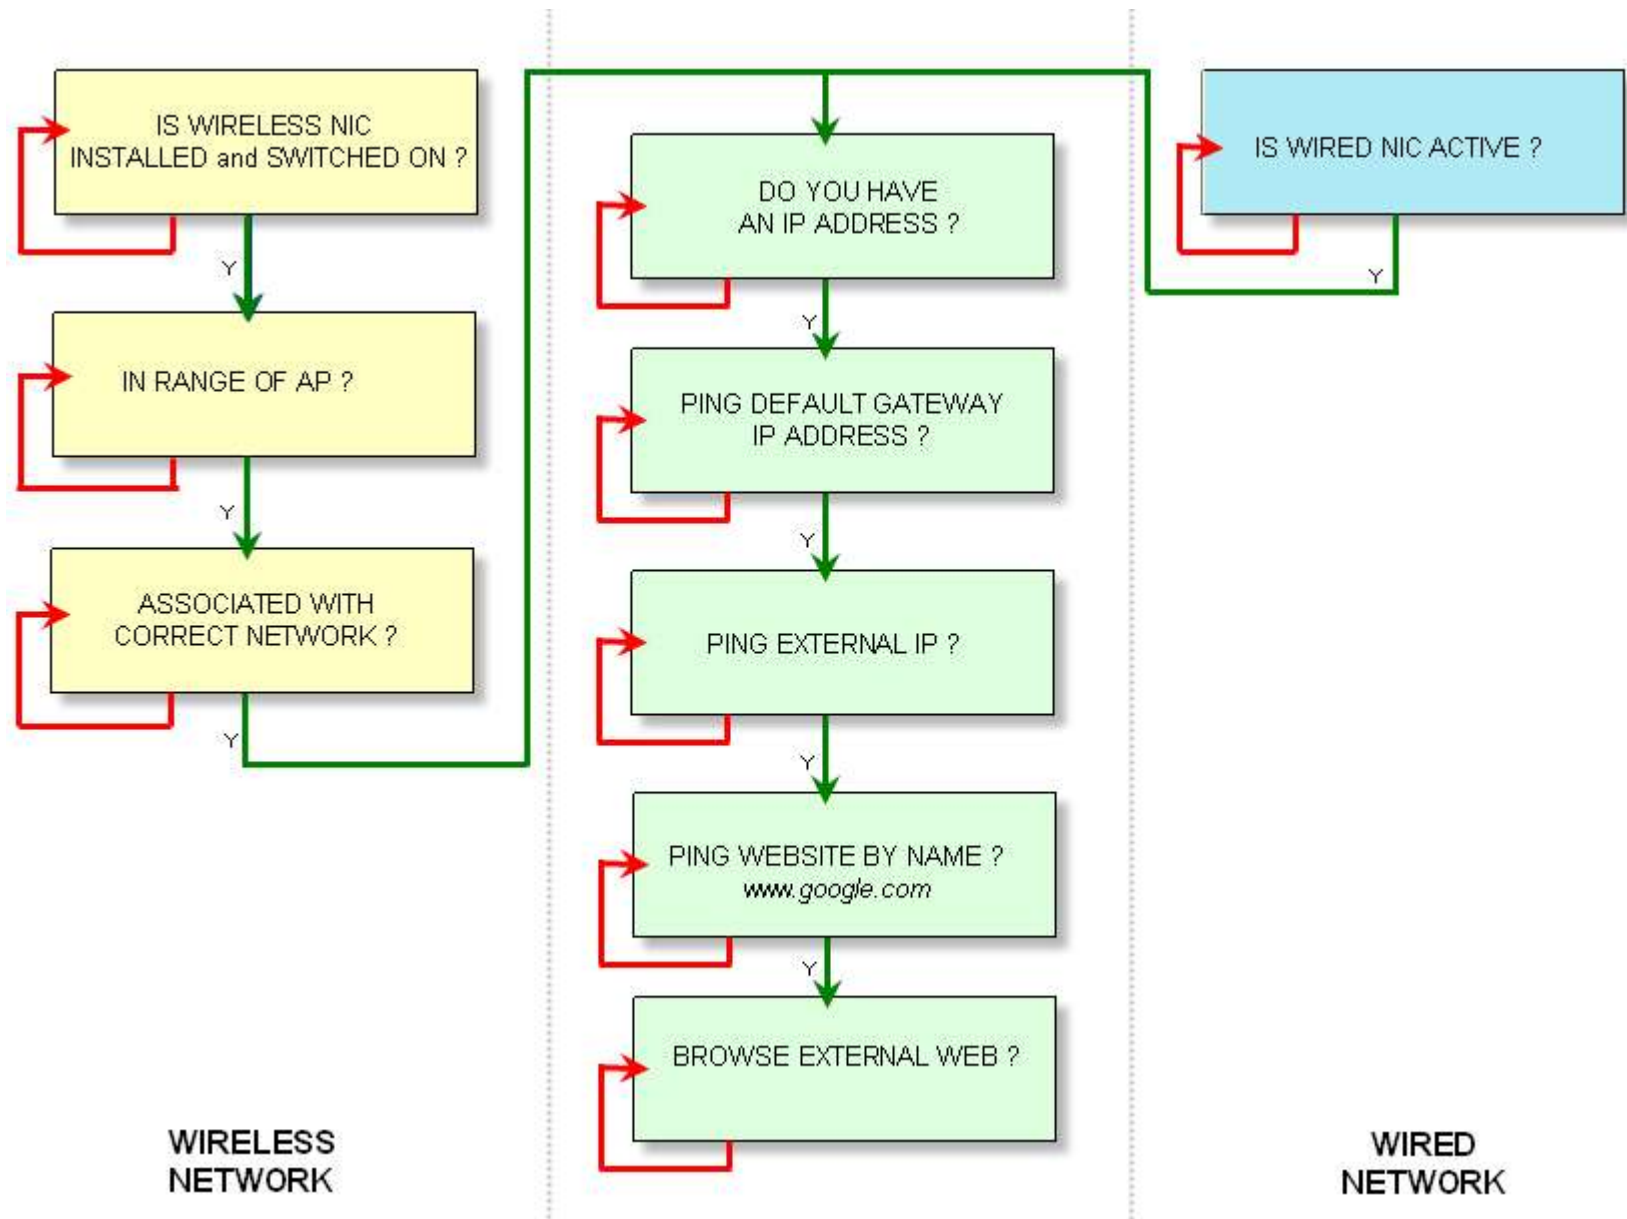 IS WIRELESS NIC
INSTALLED and SWITCHED ON ?
Y
IN RANGE OF AP ?
Y
ASSOCIATED WITH
CORRECT NETWORK ?
Y
WIRELESS
NETWORK
DO YOU HAVE
AN IP ADDRESS ?
Y
PING DEFAULT GATEWAY
IP ADDRESS ?
Y
PING EXTERNAL IP ?
Y
PING WEBSITE BY NAME ?
www.google.com
Y
BROWSE EXTERNAL WEB ?
IS WIRED NIC ACTIVE ?
Y
WIRED
NETWORK